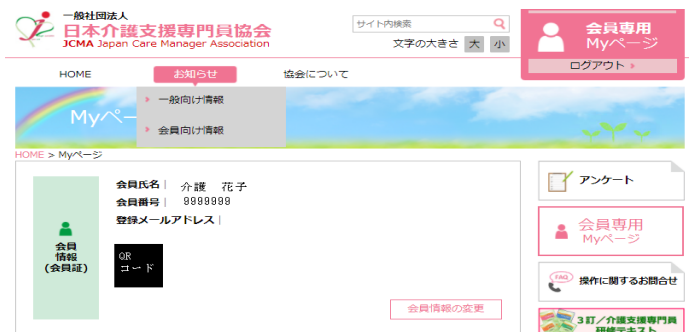 一般社団法人
日本介護支援専門員協会
JCMA Japan Care Manager Association
サイト内検索
文字の大きさ 大 小
会員専用
Myページ
ログアウト
HOME お知らせ 協会について
一般向け情報
会員向け情報
Myペー
HOME > Myページ
会員氏名| 介護 花子
会員番号| 9999999
登録メールアドレス|
会員
情報
(会員証)
QR
コード
会員情報の変更
アンケート
会員専用
Myページ
FAQ 操作に関するお問合せ
3訂/介護支援専門員
研修テキスト